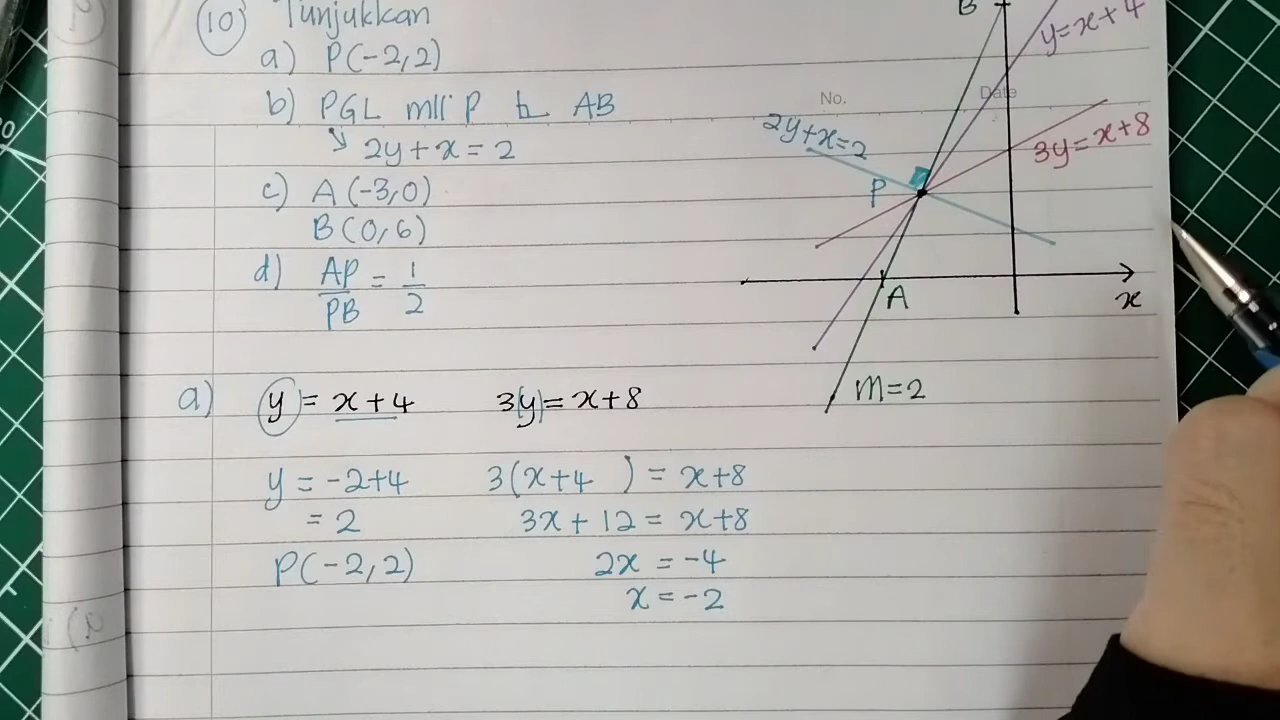 10) Tunjukkan
a) P(-2,2)
b) PGL mll P ⊥ AB
2y+x=2
c) A(-3,0)
B(0,6)
d) AP/PB = 1/2
No.
Date
B
y=x+4
2y+x=2
3y=x+8
P
A
x
m=2
a) y = x+4
3(y)=x+8
y = -2+4
= 2
P(-2,2)
3(x+4 ) = x+8
3x+12 = x+8
2x = -4
x = -2